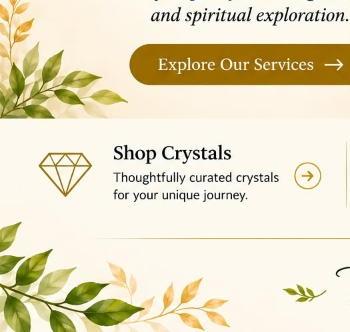 and spiritual exploration.
Explore Our Services →
Shop Crystals
Thoughtfully curated crystals
for your unique journey.